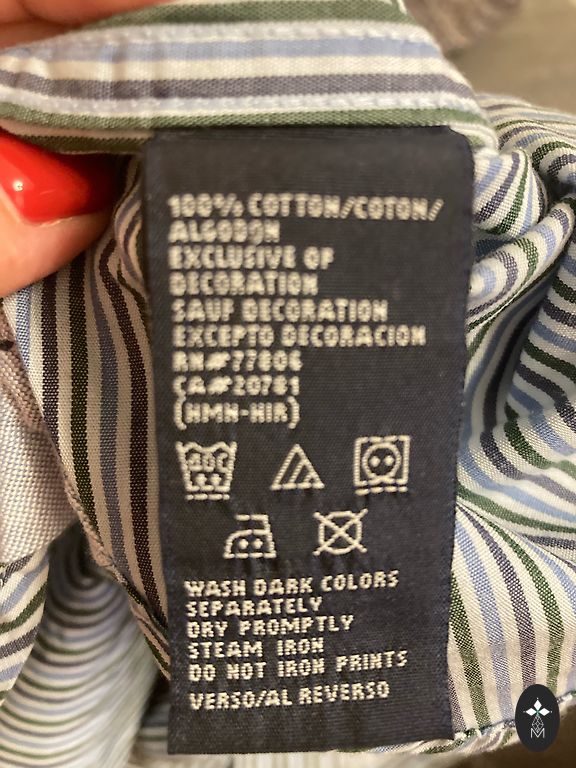 100% COTTON/COTON/
ALGODON
EXCLUSIVE OF
DECORATION
SAUF DECORATION
EXCEPTO DECORACION
RN#77806
CA#20781
(HMH-HIR)
WASH DARK COLORS
SEPARATELY
DRY PROMPTLY
STEAM IRON
DO NOT IRON PRINTS
VERSO/AL REVERSO
M